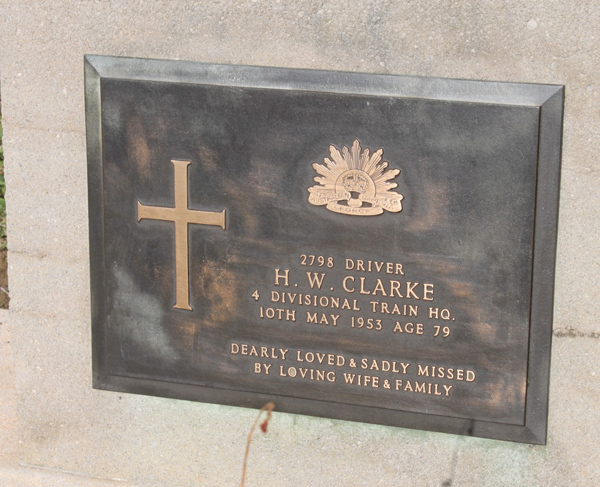 2798 DRIVER
H. W. CLARKE
4 DIVISIONAL TRAIN HQ.
10TH MAY 1953 AGE 79
DEARLY LOVED & SADLY MISSED
BY LOVING WIFE & FAMILY